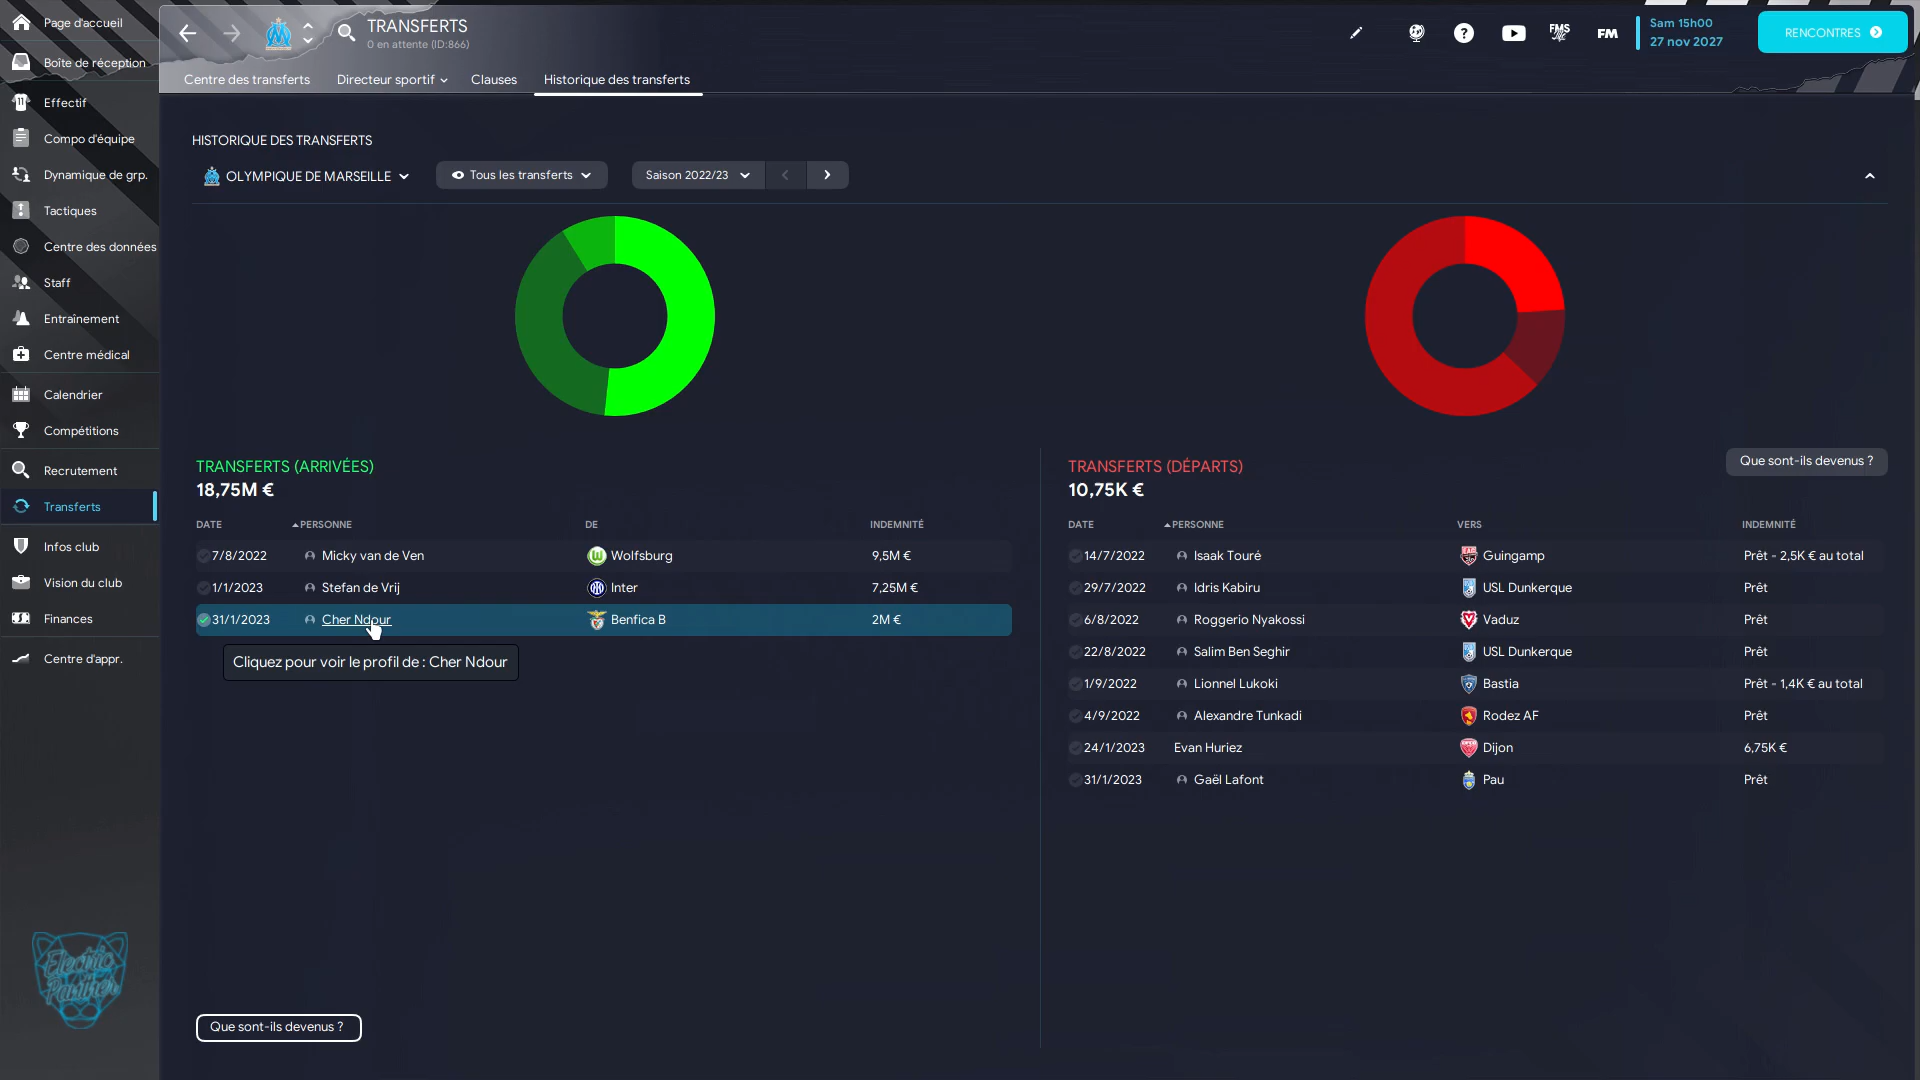 Page d'accueil
Boîte de réception
Effectif
Compo d'équipe
Dynamique de grp.
Tactiques
Centre des données
Staff
Entraînement
Centre médical
Calendrier
Compétitions
Recrutement
Transferts
Infos club
Vision du club
Finances
Centre d'appr.
Electric Panther
TRANSFERTS
0 en attente (ID:866)
FMS
FM
Sam 15h00
27 nov 2027
RENCONTRES
Centre des transferts Directeur sportif Clauses Historique des transferts
HISTORIQUE DES TRANSFERTS
OLYMPIQUE DE MARSEILLE Tous les transferts Saison 2022/23
TRANSFERTS (ARRIVÉES)
18,75M €
DATE PERSONNE DE INDEMNITÉ
7/8/2022 Micky van de Ven Wolfsburg 9,5M €
1/1/2023 Stefan de Vrij Inter 7,25M €
31/1/2023 Cher Ndour Benfica B 2M €
Cliquez pour voir le profil de : Cher Ndour
Que sont-ils devenus ?
TRANSFERTS (DÉPARTS)
10,75K €
Que sont-ils devenus ?
DATE PERSONNE VERS INDEMNITÉ
14/7/2022 Isaak Touré Guingamp Prêt - 2,5K € au total
29/7/2022 Idris Kabiru USL Dunkerque Prêt
6/8/2022 Roggerio Nyakossi Vaduz Prêt
22/8/2022 Salim Ben Seghir USL Dunkerque Prêt
1/9/2022 Lionnel Lukoki Bastia Prêt - 1,4K € au total
4/9/2022 Alexandre Tunkadi Rodez AF Prêt
24/1/2023 Evan Huriez Dijon 6,75K €
31/1/2023 Gaël Lafont Pau Prêt